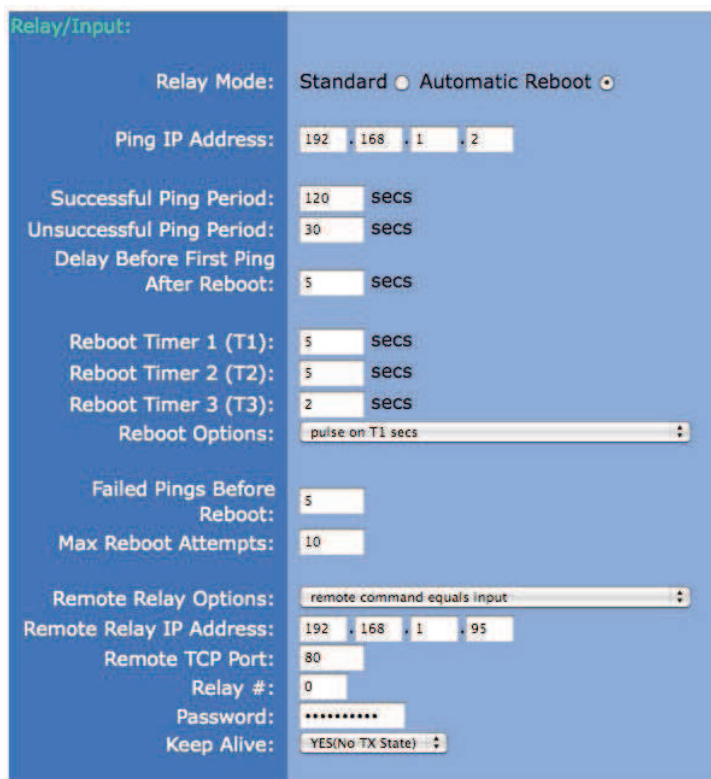 Relay/Input:
Relay Mode: Standard Automatic Reboot
Ping IP Address: 192 . 168 . 1 . 2
Successful Ping Period: 120 secs
Unsuccessful Ping Period: 30 secs
Delay Before First Ping
After Reboot: 5 secs
Reboot Timer 1 (T1): 5 secs
Reboot Timer 2 (T2): 5 secs
Reboot Timer 3 (T3): 2 secs
Reboot Options: pulse on T1 secs
Failed Pings Before
Reboot: 5
Max Reboot Attempts: 10
Remote Relay Options: remote command equals input
Remote Relay IP Address: 192 . 168 . 1 . 95
Remote TCP Port: 80
Relay #: 0
Password: ••••••••••
Keep Alive: YES(No TX State)